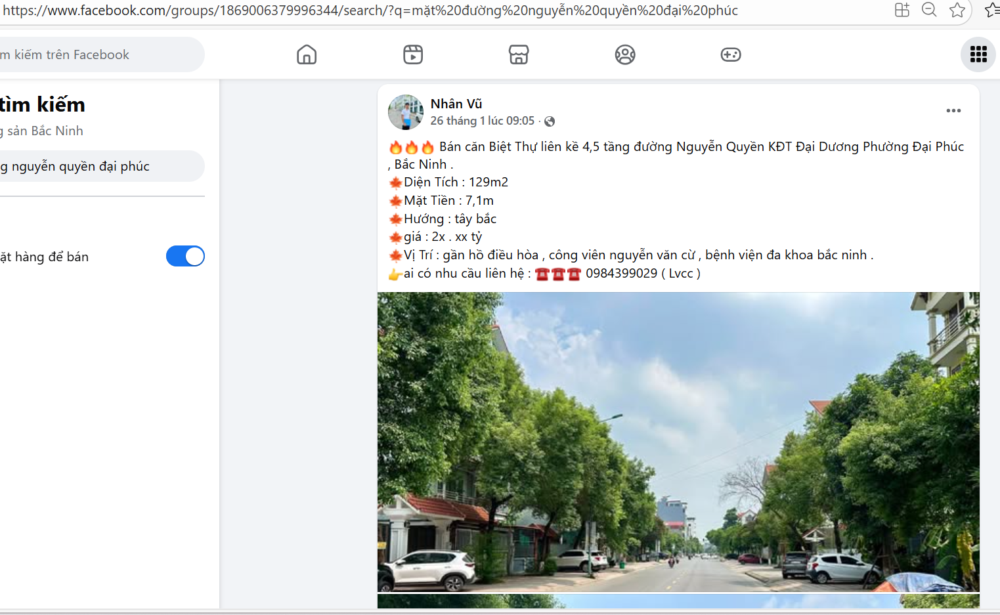 https://www.facebook.com/groups/1869006379996344/search/?q=mặt%20đường%20nguyễn%20quyền%20đại%20phúc
m kiếm trên Facebook
tìm kiếm
g sản Bắc Ninh
g nguyễn quyền đại phúc
ặt hàng để bán
Nhân Vũ
26 tháng 1 lúc 09:05 ·
🔥🔥🔥 Bán căn Biệt Thự liên kề 4,5 tầng đường Nguyễn Quyền KĐT Đại Dương Phường Đại Phúc
, Bắc Ninh .
🍁Diện Tích : 129m2
🍁Mặt Tiền : 7,1m
🍁Hướng : tây bắc
🍁giá : 2x . xx tỷ
🍁Vị Trí : gần hồ điều hòa , công viên nguyễn văn cừ , bệnh viện đa khoa bắc ninh .
👉ai có nhu cầu liên hệ : ☎️☎️☎️ 0984399029 ( Lvcc )